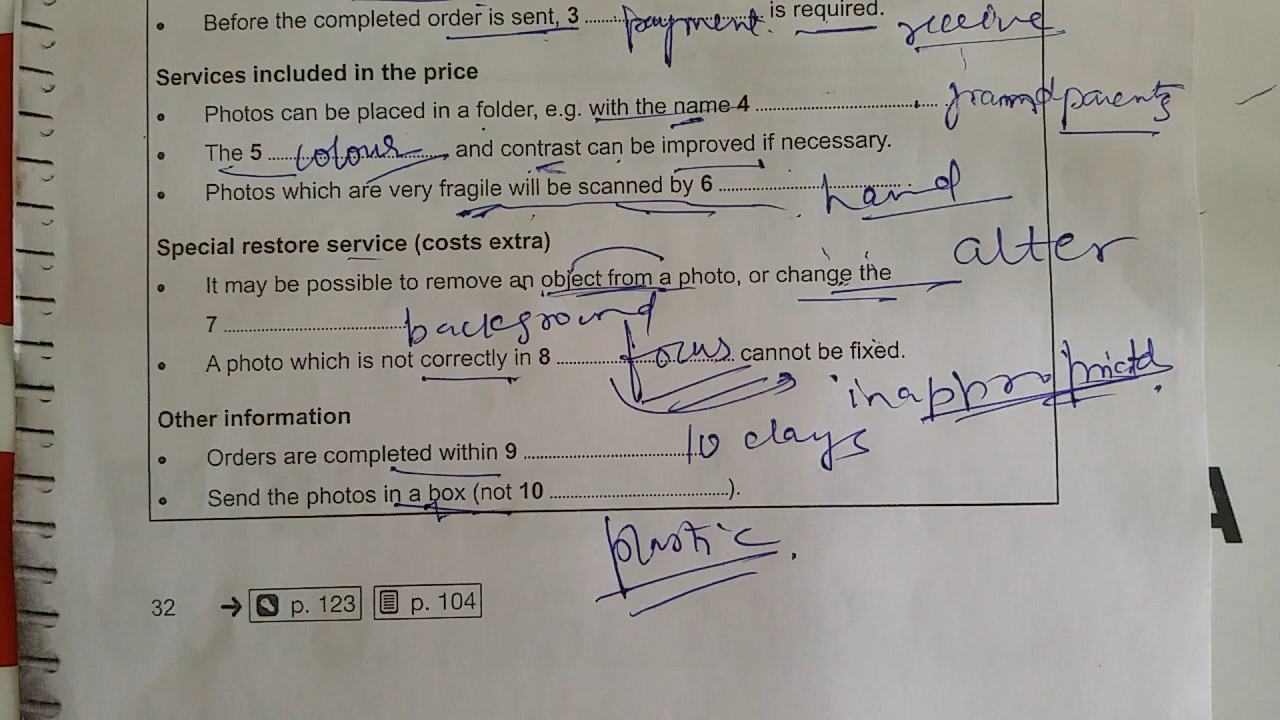 • Before the completed order is sent, 3 ........ payment. is required. receive
Services included in the price
• Photos can be placed in a folder, e.g. with the name 4 ........ grandparents
• The 5 ........ colour ........ and contrast can be improved if necessary.
• Photos which are very fragile will be scanned by 6 ........ hand
Special restore service (costs extra)
• It may be possible to remove an object from a photo, or change the alter
7 ........ background
• A photo which is not correctly in 8 ........ focus cannot be fixed.
Other information
• Orders are completed within 9 ........ 10 days
• Send the photos in a box (not 10 ........).
plastic.
32 → p. 123 p. 104
A